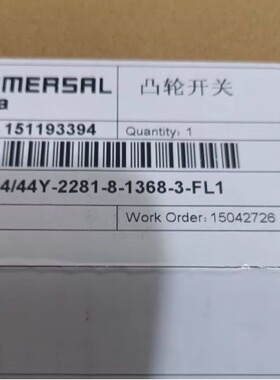 MERSAL
凸轮开关
a
151193394
Quantity: 1
4/44Y-2281-8-1368-3-FL1
Work Order: 15042726